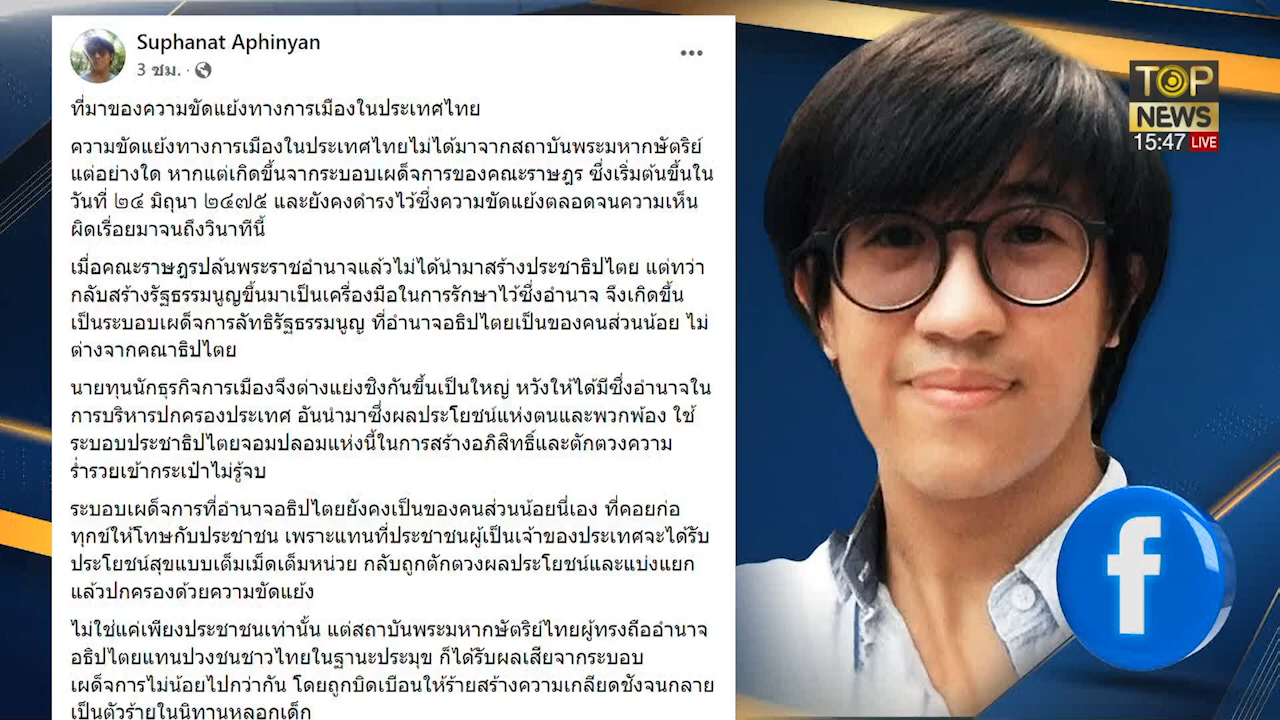 Suphanat Aphinyan
3 ชม. ·
ที่มาของความขัดแย้งทางการเมืองในประเทศไทย
ความขัดแย้งทางการเมืองในประเทศไทยไม่ได้มาจากสถาบันพระมหากษัตริย์
แต่อย่างใด หากแต่เกิดขึ้นจากระบอบเผด็จการของคณะราษฎร ซึ่งเริ่มต้นขึ้นใน
วันที่ ๒๔ มิถุนา ๒๔๗๕ และยังคงดำรงไว้ซึ่งความขัดแย้งตลอดจนความเห็น
ผิดเรื่อยมาจนถึงวินาทีนี้
เมื่อคณะราษฎรปล้นพระราชอำนาจแล้วไม่ได้นำมาสร้างประชาธิปไตย แต่ทว่า
กลับสร้างรัฐธรรมนูญขึ้นมาเป็นเครื่องมือในการรักษาไว้ซึ่งอำนาจ จึงเกิดขึ้น
เป็นระบอบเผด็จการลัทธิรัฐธรรมนูญ ที่อำนาจอธิปไตยเป็นของคนส่วนน้อย ไม่
ต่างจากคณาธิปไตย
นายทุนนักธุรกิจการเมืองจึงต่างแย่งชิงกันขึ้นเป็นใหญ่ หวังให้ได้มีซึ่งอำนาจใน
การบริหารปกครองประเทศ อันนำมาซึ่งผลประโยชน์แห่งตนและพวกพ้อง ใช้
ระบอบประชาธิปไตยจอมปลอมแห่งนี้ในการสร้างอภิสิทธิ์และตักตวงความ
ร่ำรวยเข้ากระเป๋าไม่รู้จบ
ระบอบเผด็จการที่อำนาจอธิปไตยยังคงเป็นของคนส่วนน้อยนี่เอง ที่คอยก่อ
ทุกข์ให้โทษกับประชาชน เพราะแทนที่ประชาชนผู้เป็นเจ้าของประเทศจะได้รับ
ประโยชน์สุขแบบเต็มเม็ดเต็มหน่วย กลับถูกตักตวงผลประโยชน์และแบ่งแยก
แล้วปกครองด้วยความขัดแย้ง
ไม่ใช่แค่เพียงประชาชนเท่านั้น แต่สถาบันพระมหากษัตริย์ไทยผู้ทรงถืออำนาจ
อธิปไตยแทนปวงชนชาวไทยในฐานะประมุข ก็ได้รับผลเสียจากระบอบ
เผด็จการไม่น้อยไปกว่ากัน โดยถูกบิดเบือนให้ร้ายสร้างความเกลียดชังจนกลาย
เป็นตัวร้ายในนิทานหลอกเด็ก
TOP
NEWS
15:47 LIVE
f